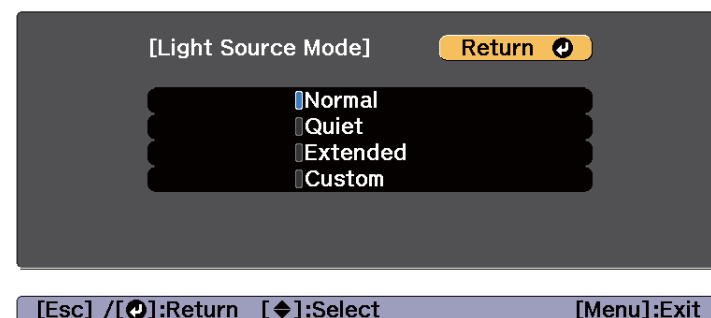 [Light Source Mode] Return
Normal
Quiet
Extended
Custom
[Esc] /[⏎]:Return [◆]:Select [Menu]:Exit